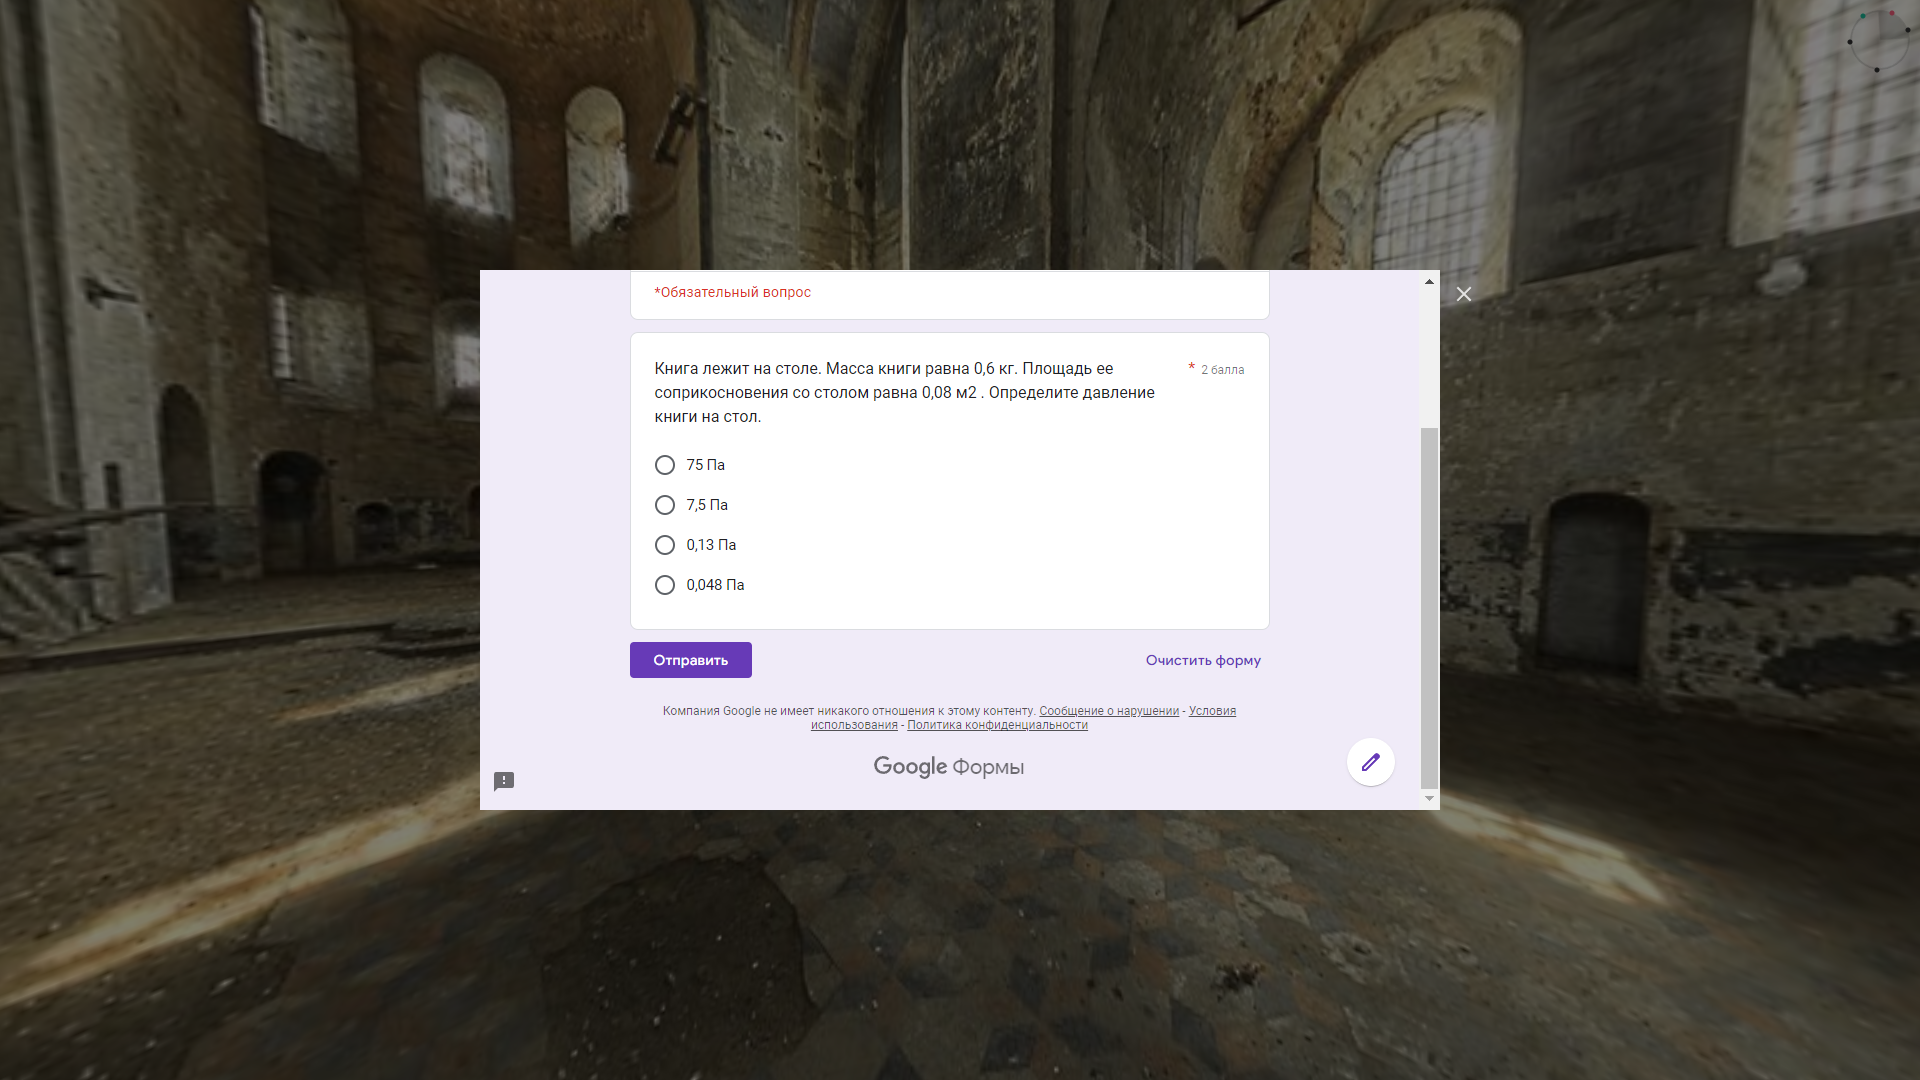 *Обязательный вопрос
Книга лежит на столе. Масса книги равна 0,6 кг. Площадь ее
соприкосновения со столом равна 0,08 м2 . Определите давление
книги на стол.
* 2 балла
75 Па
7,5 Па
0,13 Па
0,048 Па
Отправить
Очистить форму
Компания Google не имеет никакого отношения к этому контенту. Сообщение о нарушении - Условия
использования - Политика конфиденциальности
Google Формы